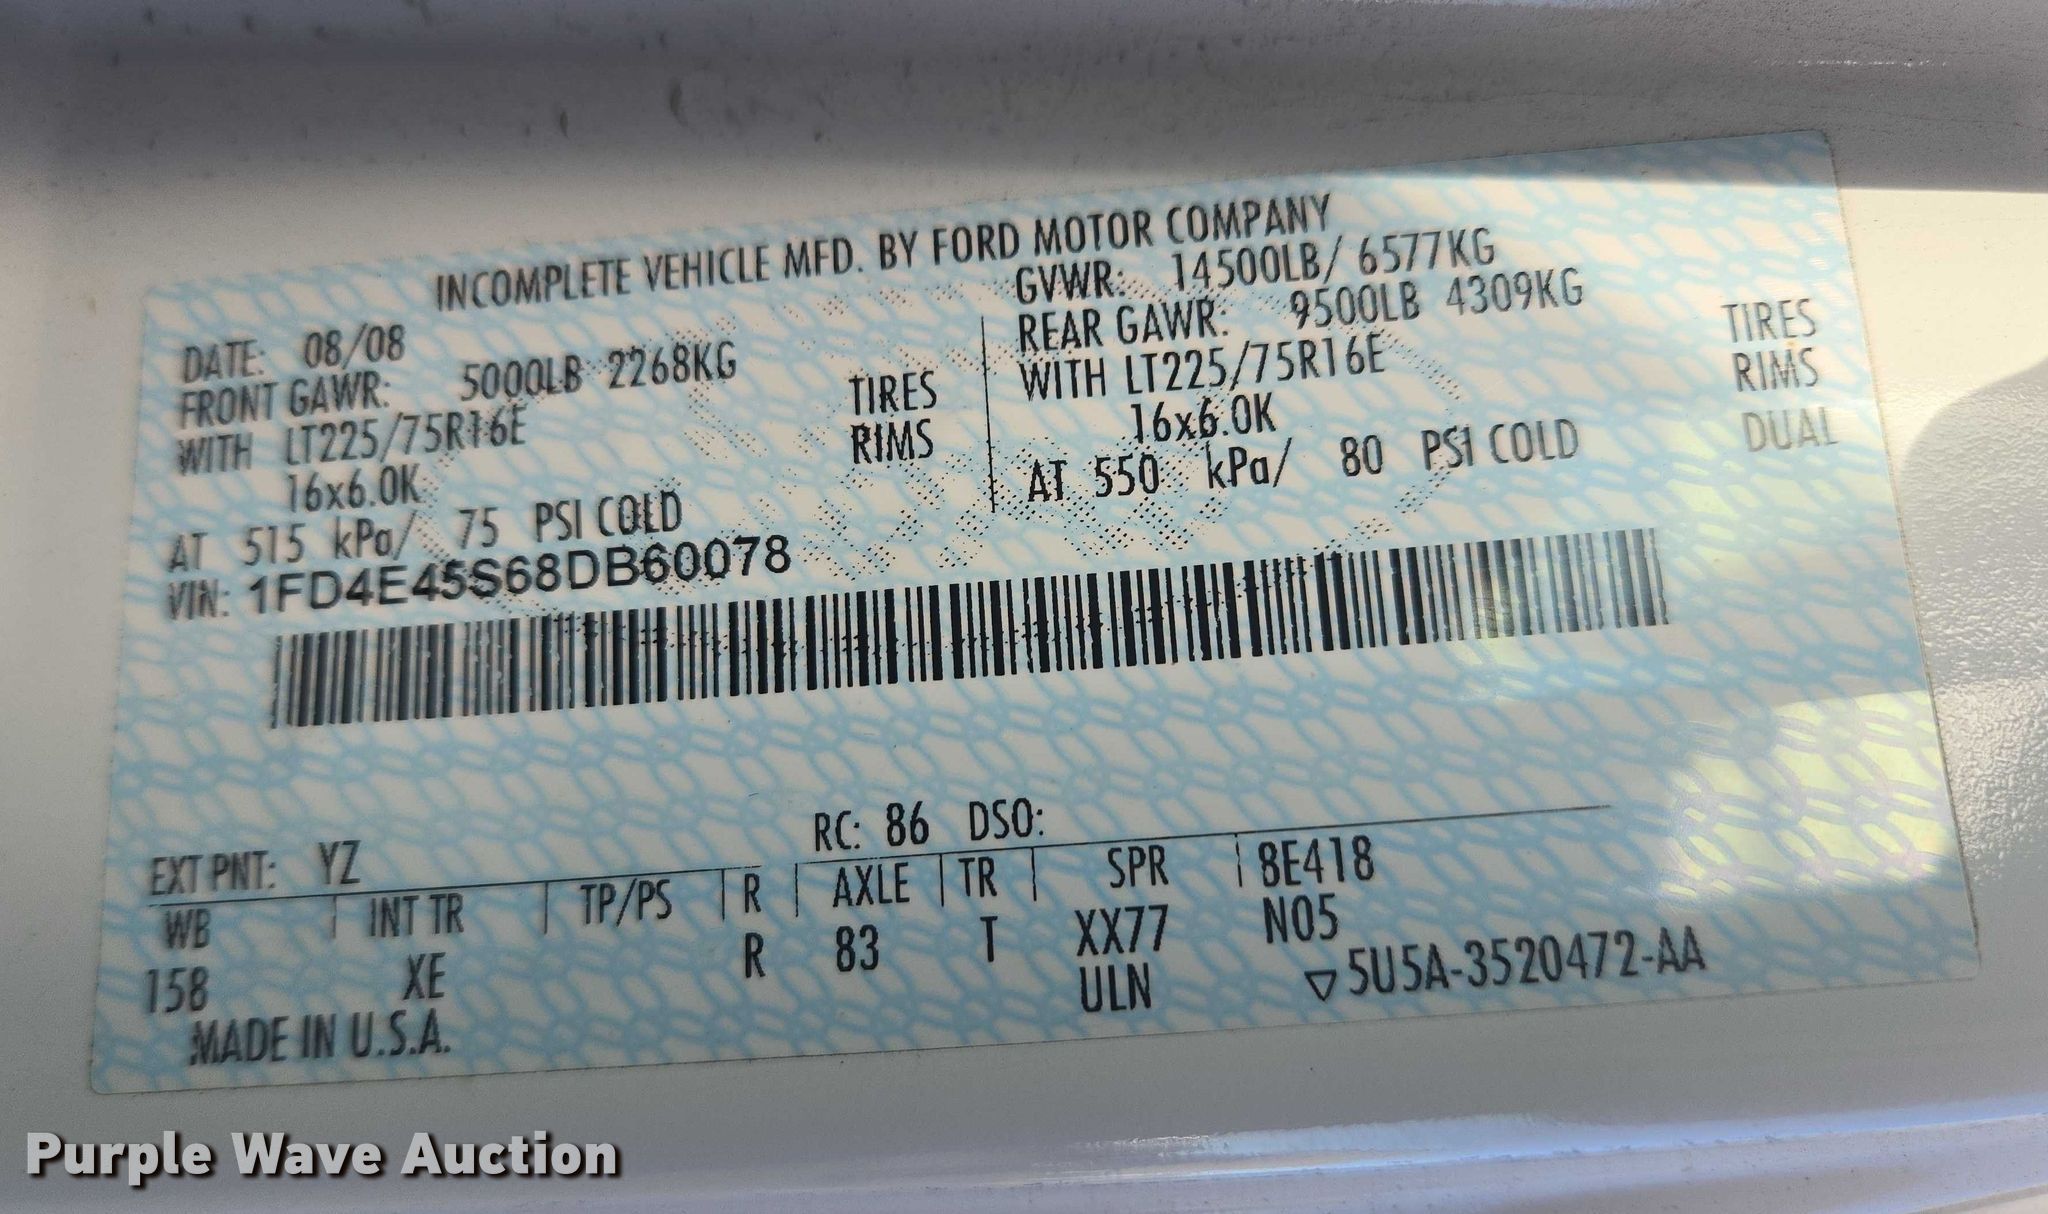 INCOMPLETE VEHICLE MFD. BY FORD MOTOR COMPANY
DATE: 08/08
FRONT GAWR: 5000LB 2268KG
WITH LT225/75R16E TIRES
16x6.0K RIMS
AT 515 kPa/ 75 PSI COLD
GVWR: 14500LB/ 6577KG
REAR GAWR: 9500LB 4309KG
WITH LT225/75R16E TIRES
16x6.0K RIMS
AT 550 kPa/ 80 PSI COLD DUAL
VIN: 1FD4E45S68DB60078
EXT PNT: YZ RC: 86 DSO:
WB INT TR TP/PS R AXLE TR SPR 8E418
158 XE R 83 T XX77 N05
ULN ▽5U5A-3520472-AA
MADE IN U.S.A.
Purple Wave Auction